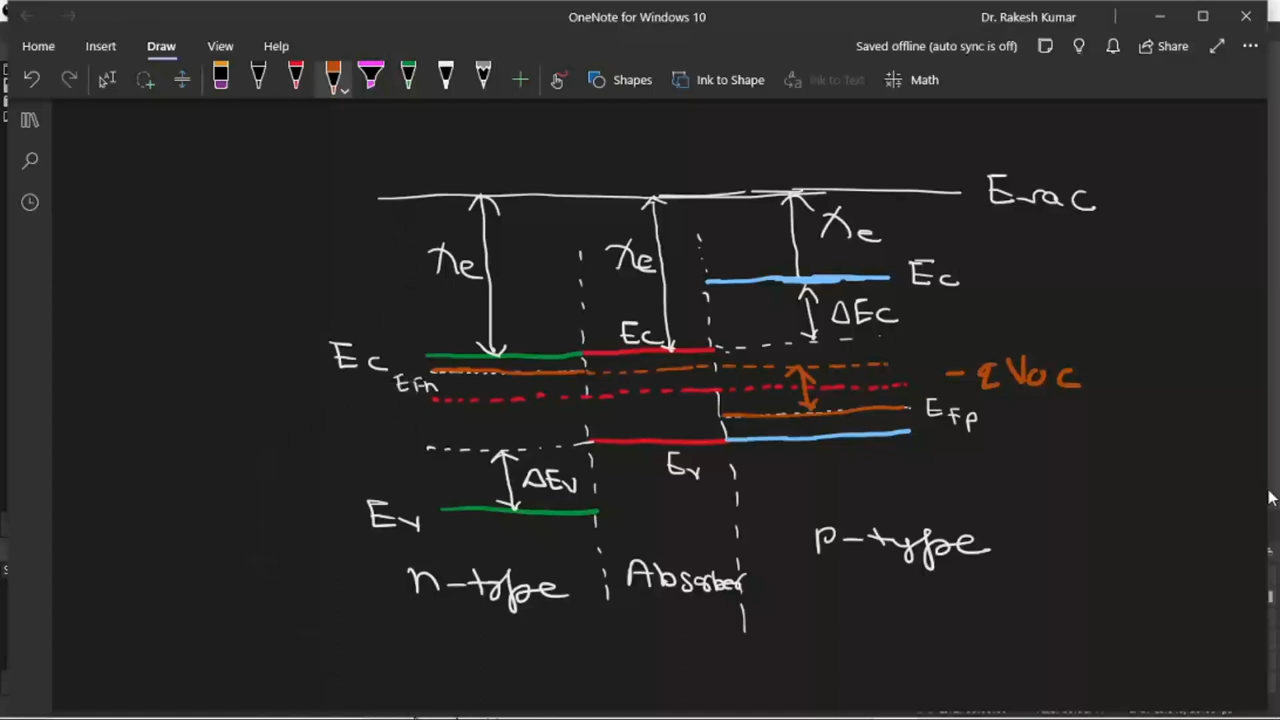 OneNote for Windows 10
Dr. Rakesh Kumar
Home Insert Draw View Help
Saved offline (auto sync is off)
Share
Shapes
Ink to Shape
Ink to Text
Math
Evac
χe
χe
χe
Ec
ΔEc
Ec
Ec
EFn
-qVoc
EFp
Ev
ΔEv
Ev
n-type
Absorber
p-type